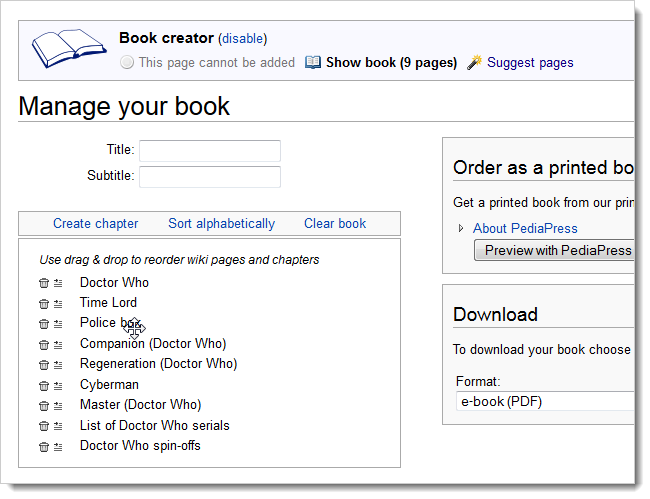 Book creator (disable)
This page cannot be added Show book (9 pages) Suggest pages
Manage your book
Title:
Subtitle:
Create chapter Sort alphabetically Clear book
Use drag & drop to reorder wiki pages and chapters
Doctor Who
Time Lord
Police box
Companion (Doctor Who)
Regeneration (Doctor Who)
Cyberman
Master (Doctor Who)
List of Doctor Who serials
Doctor Who spin-offs
Order as a printed bo
Get a printed book from our prin
About PediaPress
Preview with PediaPress
Download
To download your book choose
Format:
e-book (PDF)